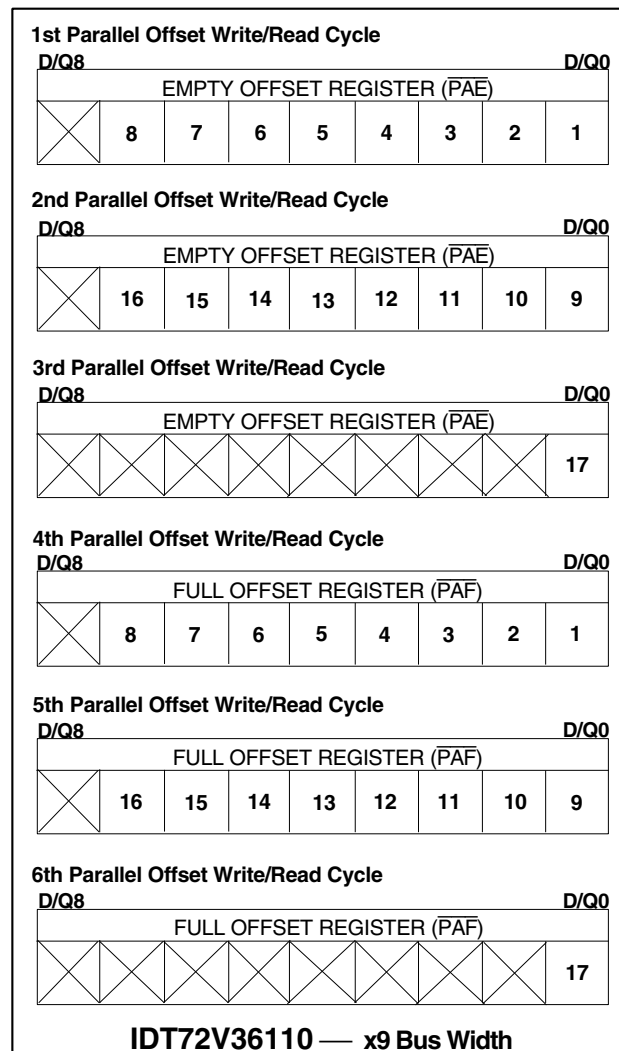 1st Parallel Offset Write/Read Cycle
D/Q8 D/Q0
EMPTY OFFSET REGISTER (PAE)
8 7 6 5 4 3 2 1
2nd Parallel Offset Write/Read Cycle
D/Q8 D/Q0
EMPTY OFFSET REGISTER (PAE)
16 15 14 13 12 11 10 9
3rd Parallel Offset Write/Read Cycle
D/Q8 D/Q0
EMPTY OFFSET REGISTER (PAE)
17
4th Parallel Offset Write/Read Cycle
D/Q8 D/Q0
FULL OFFSET REGISTER (PAF)
8 7 6 5 4 3 2 1
5th Parallel Offset Write/Read Cycle
D/Q8 D/Q0
FULL OFFSET REGISTER (PAF)
16 15 14 13 12 11 10 9
6th Parallel Offset Write/Read Cycle
D/Q8 D/Q0
FULL OFFSET REGISTER (PAF)
17
IDT72V36110 — x9 Bus Width